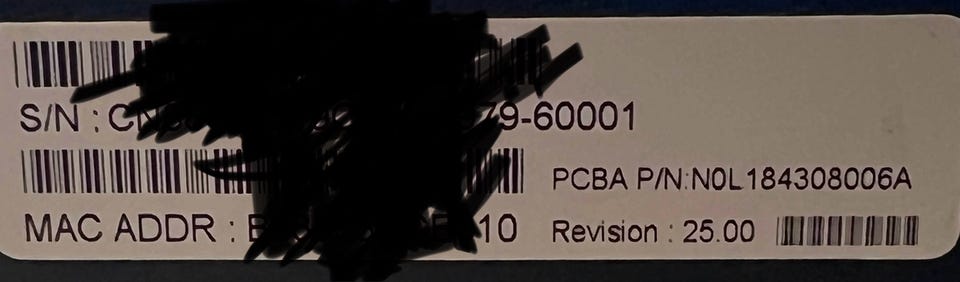 S/N : 79-60001
PCBA P/N:N0L184308006A
MAC ADDR : 10
Revision : 25.00